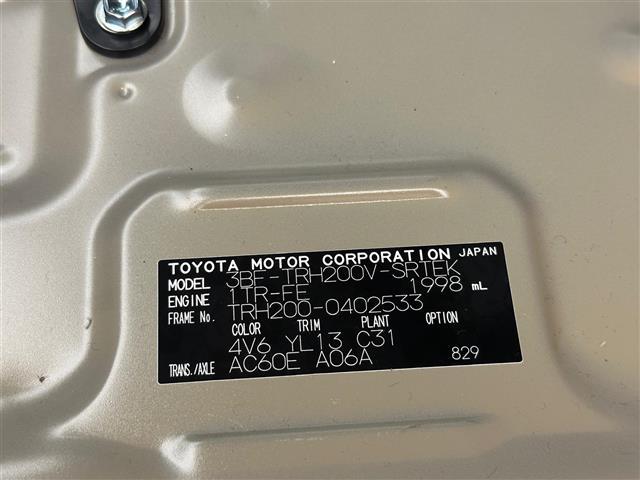 TOYOTA MOTOR CORPORATION JAPAN
MODEL 3BF-TRH200V-SRTEK
ENGINE 1TR-FE 1998 mL
FRAME No. TRH200-0402533
COLOR TRIM PLANT OPTION
4V6 YL13 C31
TRANS./AXLE AC60E A06A 829